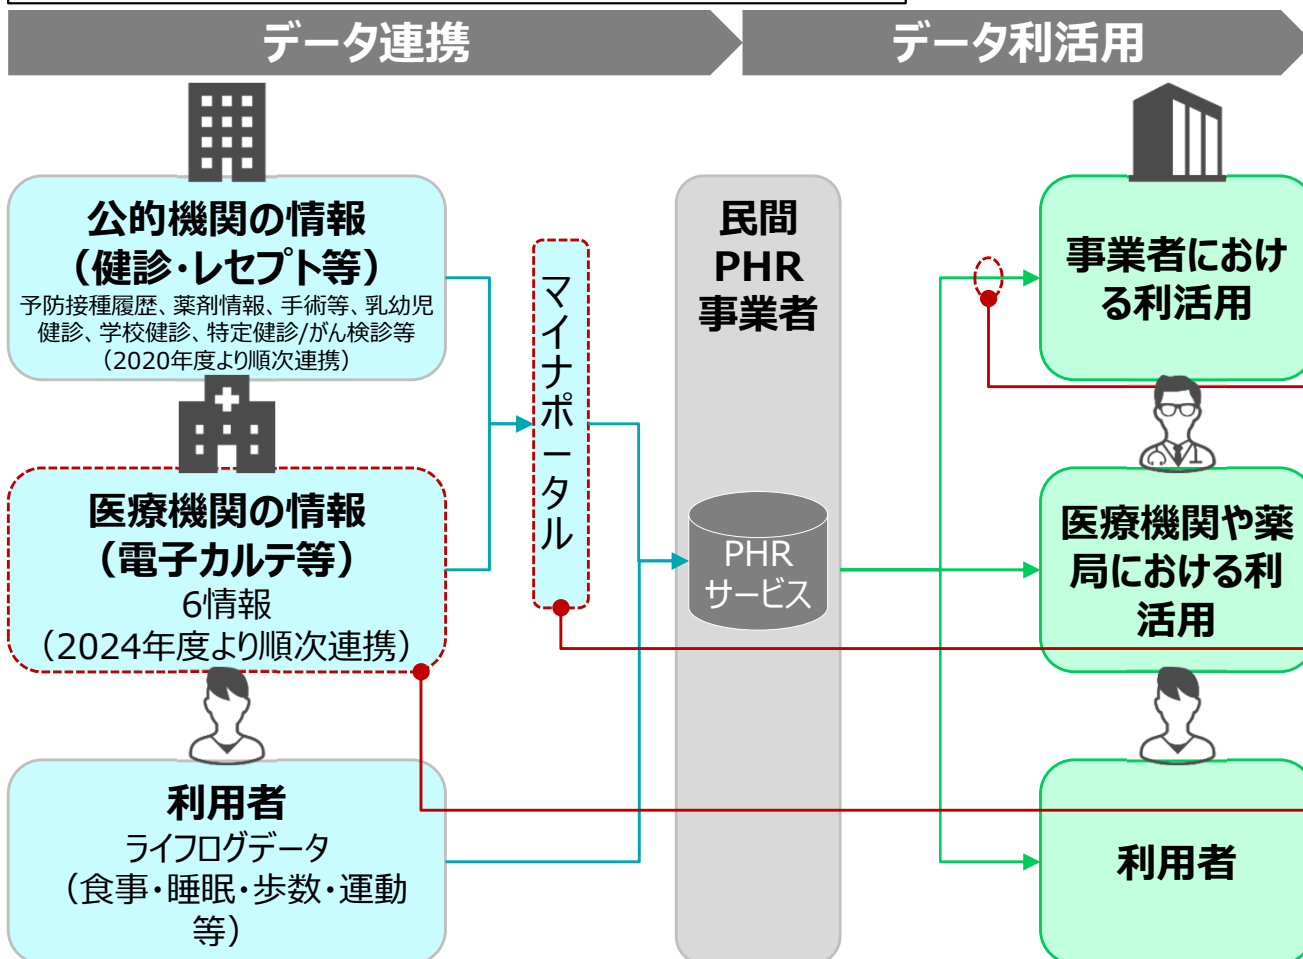 データ連携
データ利活用
公的機関の情報
（健診・レセプト等）
予防接種履歴、薬剤情報、手術等、乳幼児
健診、学校健診、特定健診/がん検診等
（2020年度より順次連携）
医療機関の情報
（電子カルテ等）
6情報
（2024年度より順次連携）
利用者
ライフログデータ
（食事・睡眠・歩数・運動
等）
マイナポータル
民間
PHR
事業者
PHR
サービス
事業者におけ
る利活用
医療機関や薬
局における利
活用
利用者